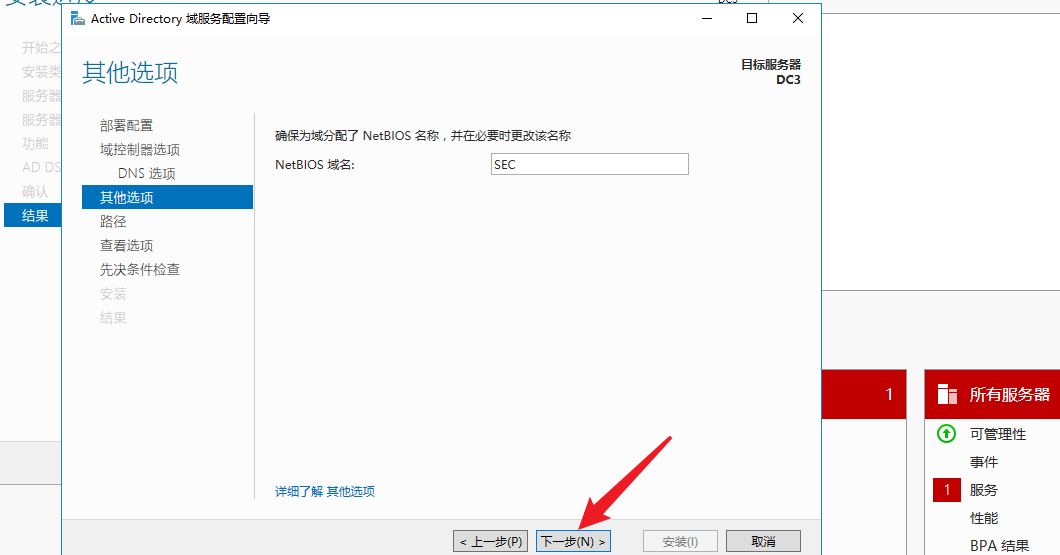 DC3
Active Directory 域服务配置向导
其他选项
目标服务器
DC3
开始之
安装类
服务器
服务器
功能
AD DS
确认
结果
部署配置
域控制器选项
DNS 选项
其他选项
路径
查看选项
先决条件检查
安装
结果
确保为域分配了 NetBIOS 名称，并在必要时更改该名称
NetBIOS 域名:
SEC
详细了解 其他选项
< 上一步(P)
下一步(N) >
安装(I)
取消
1
所有服务器
可管理性
事件
1
服务
性能
BPA 结果